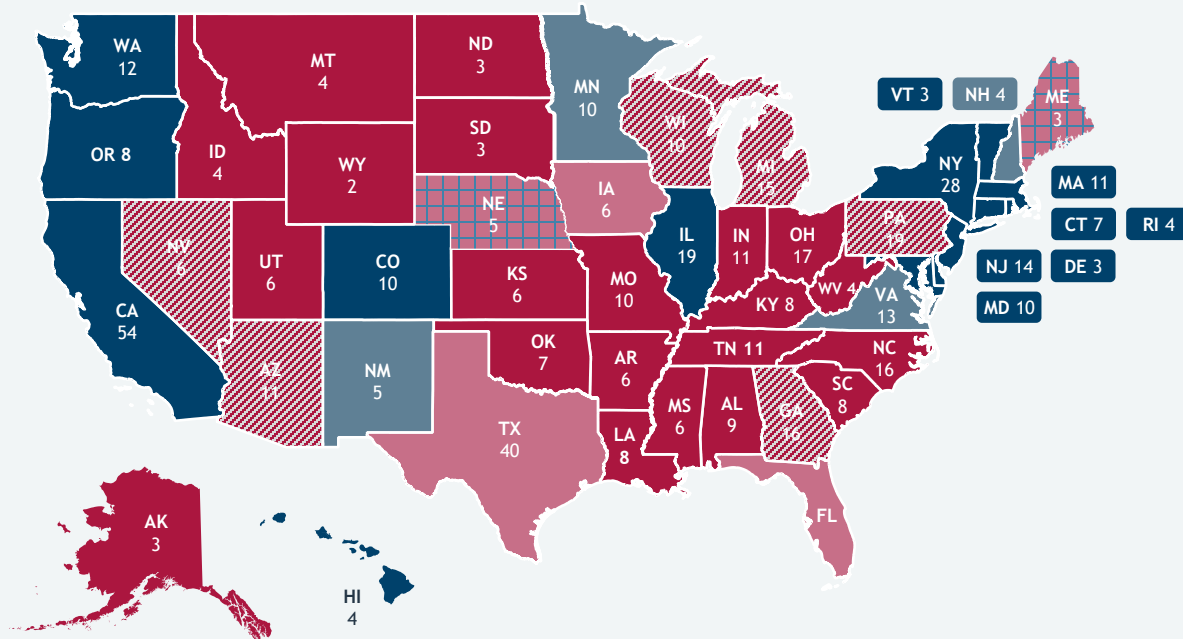 WA
12
MT
4
ND
3
MN
10
VT 3
NH 4
ME
3
OR 8
ID
4
WY
2
SD
3
WI
10
MI
15
NY
28
MA 11
CT 7
RI 4
NV
6
UT
6
CO
10
NE
5
IA
6
IL
19
IN
11
OH
17
PA
19
NJ 14
DE 3
MD 10
CA
54
KS
6
MO
10
KY 8
WV 4
VA
13
AZ
11
NM
5
OK
7
AR
6
TN 11
NC
16
SC
8
TX
40
LA
8
MS
6
AL
9
GA
16
FL
AK
3
HI
4